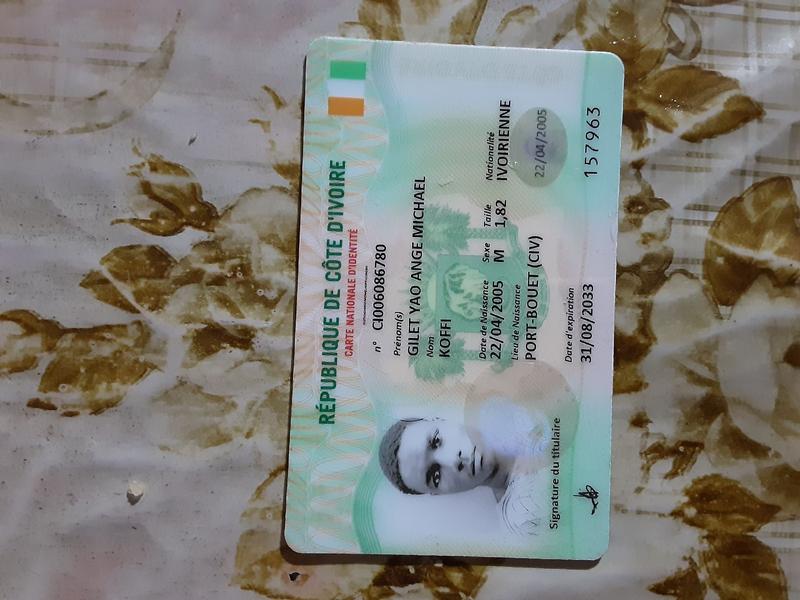 RÉPUBLIQUE DE CÔTE D'IVOIRE
CARTE NATIONALE D'IDENTITÉ
n° CI006086780
Prénom(s)
GILET YAO ANGE MICHAEL
Nom
KOFFI
Date de Naissance Sexe Taille Nationalité
22/04/2005 M 1,82 IVOIRIENNE
Lieu de Naissance
PORT-BOUET (CIV)
22/04/2005
Date d'expiration
31/08/2033
Signature du titulaire
157963